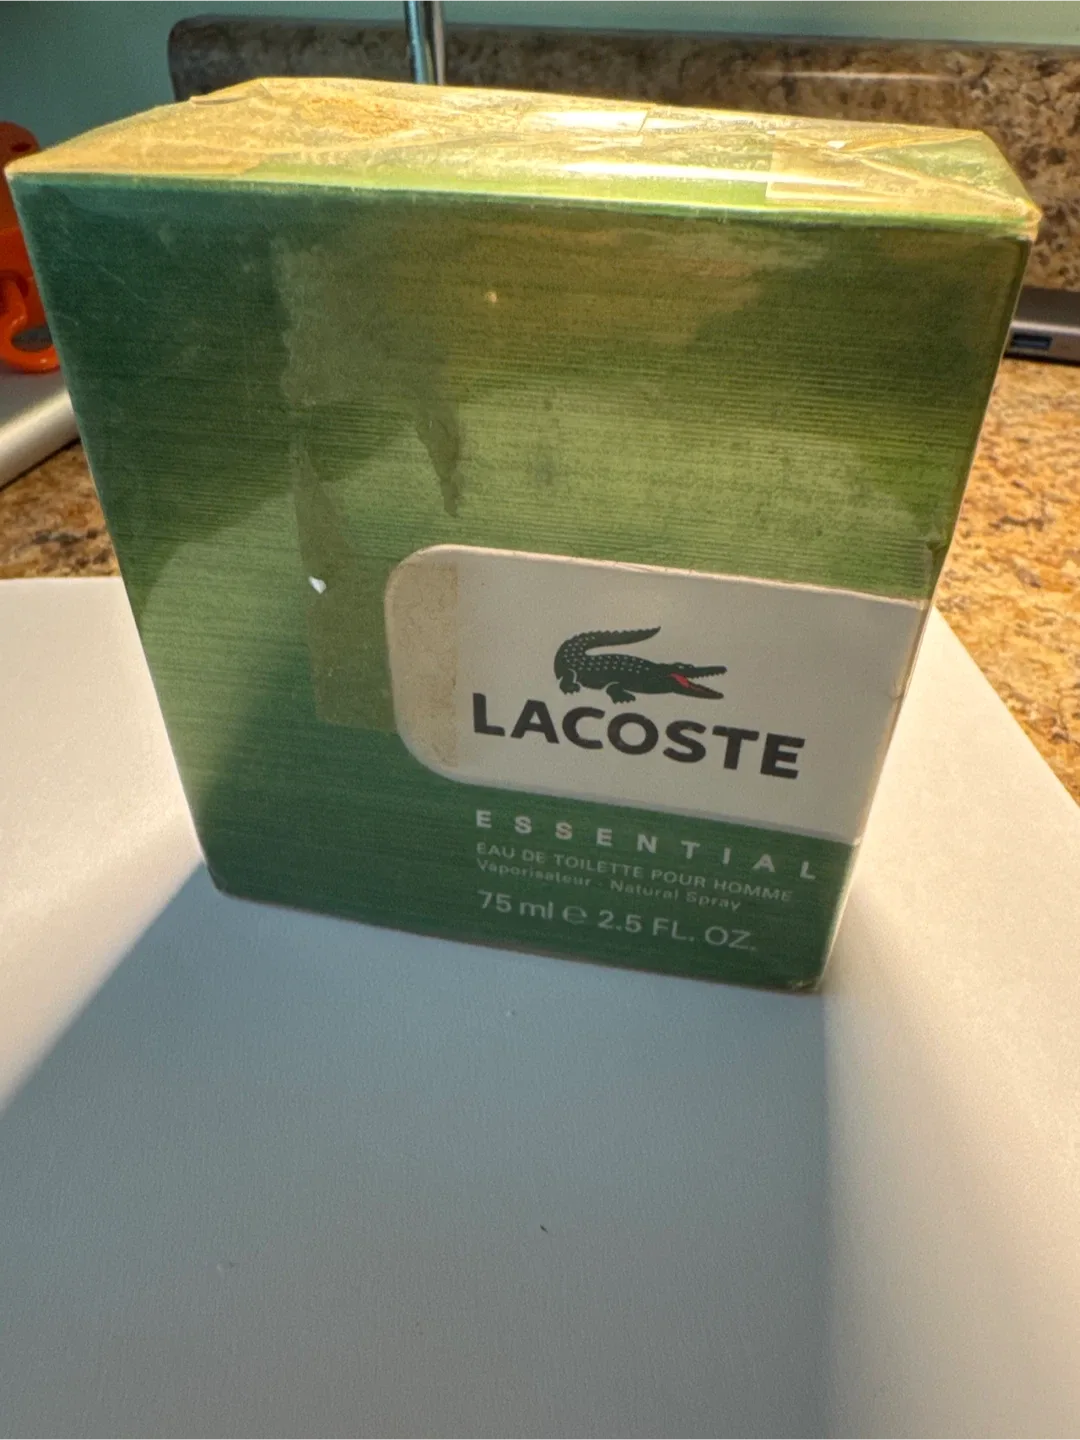 LACOSTE
ESSENTIAL
EAU DE TOILETTE POUR HOMME
Vaporisateur - Natural Spray
75 ml ℮ 2.5 FL. OZ.